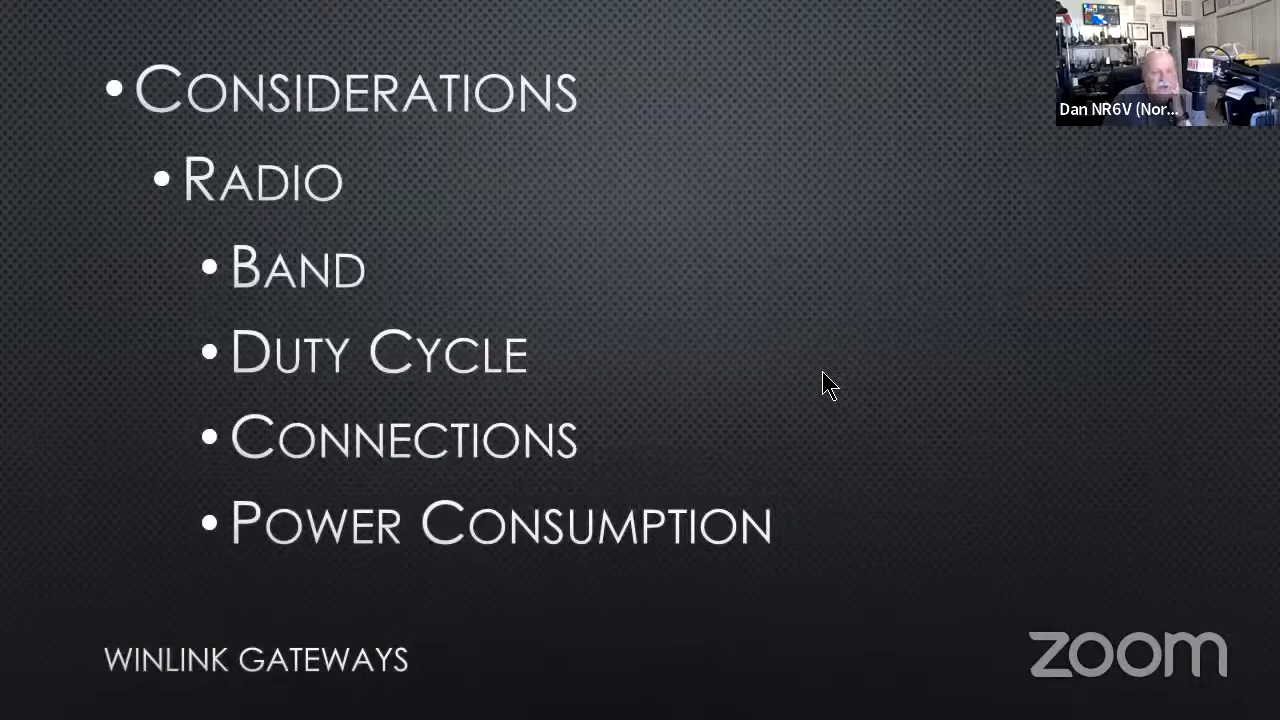 • CONSIDERATIONS
• RADIO
• BAND
• DUTY CYCLE
• CONNECTIONS
• POWER CONSUMPTION
WINLINK GATEWAYS
zoom
Dan NR6V (Nor...